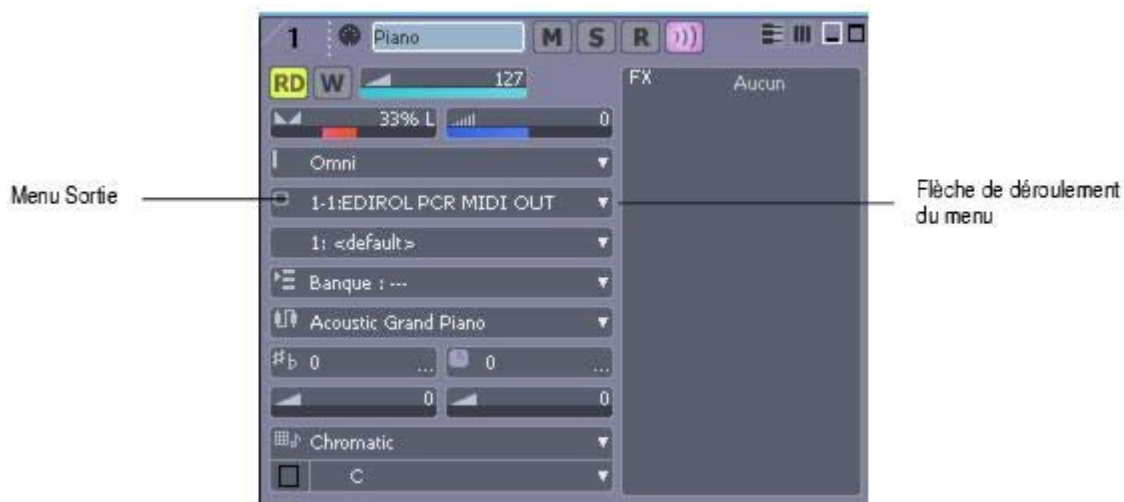 1 Piano M S R
RD W 127 FX Aucun
33% L 0
Omni
Menu Sortie 1-1:EDIROL PCR MIDI OUT Flèche de déroulement
du menu
1: <default>
Banque : ---
Acoustic Grand Piano
#b 0 ... 0 ...
0 0
Chromatic
C